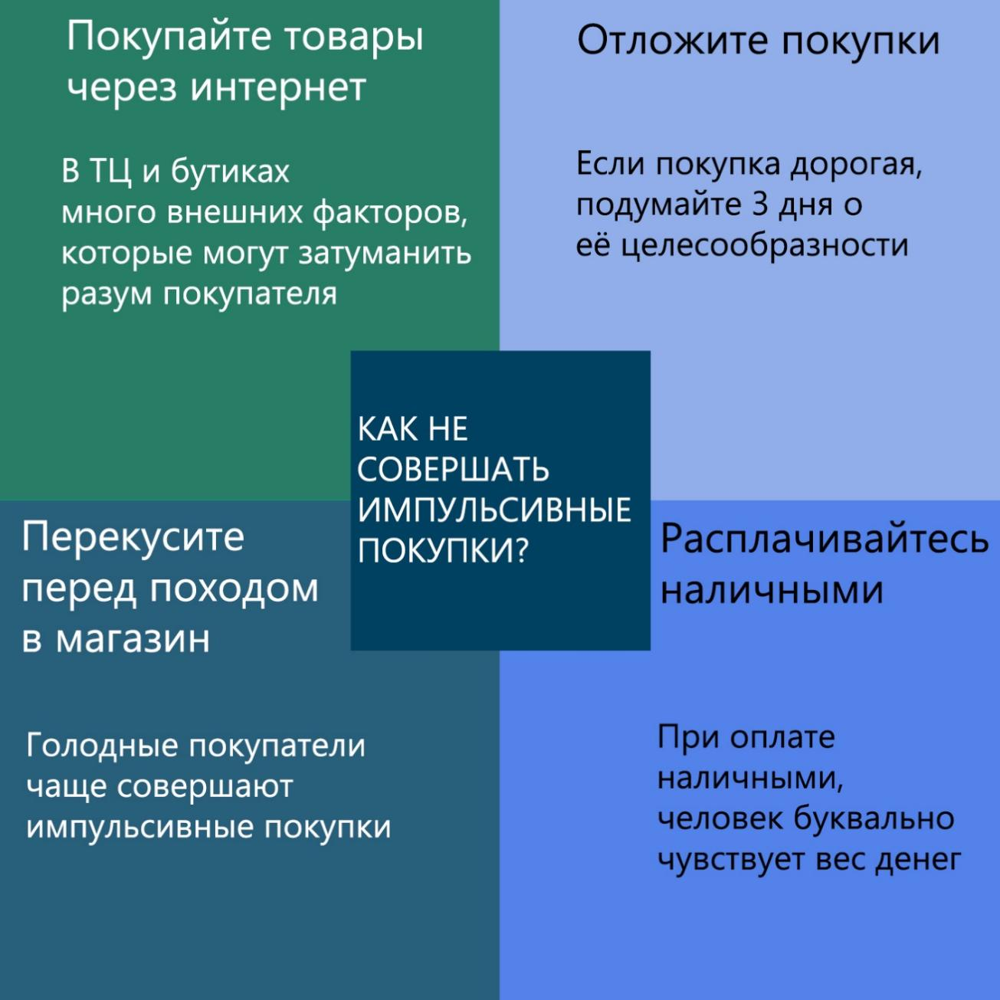 Покупайте товары
через интернет
В ТЦ и бутиках
много внешних факторов,
которые могут затуманить
разум покупателя
Отложите покупки
Если покупка дорогая,
подумайте 3 дня о
её целесообразности
КАК НЕ
СОВЕРШАТЬ
ИМПУЛЬСИВНЫЕ
ПОКУПКИ?
Перекусите
перед походом
в магазин
Голодные покупатели
чаще совершают
импульсивные покупки
Расплачивайтесь
наличными
При оплате
наличными,
человек буквально
чувствует вес денег